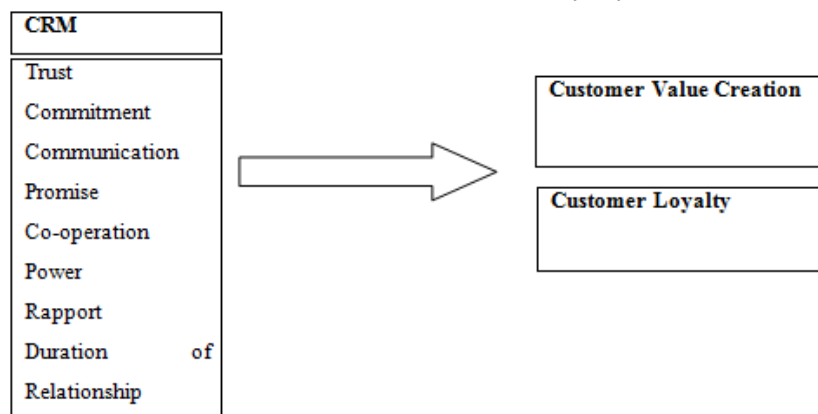 CRM
Trust
Commitment
Communication
Promise
Co-operation
Power
Rapport
Duration of
Relationship
Customer Value Creation
Customer Loyalty